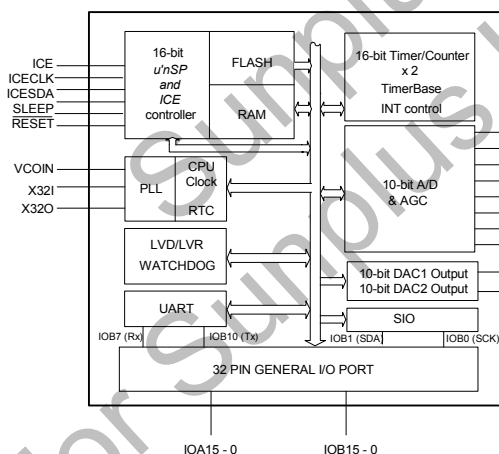 ICE
ICECLK
ICESDA
SLEEP
RESET
VCOIN
X32I
X32O
16-bit
u'nSP
and
ICE
controller
FLASH
RAM
PLL
CPU
Clock
RTC
LVD/LVR
WATCHDOG
UART
IOB7 (Rx)
IOB10 (Tx)
16-bit Timer/Counter
x 2
TimerBase
INT control
10-bit A/D
& AGC
10-bit DAC1 Output
10-bit DAC2 Output
SIO
IOB1 (SDA)
IOB0 (SCK)
32 PIN GENERAL I/O PORT
IOA15 - 0
IOB15 - 0
for Sunplus
Sunplus